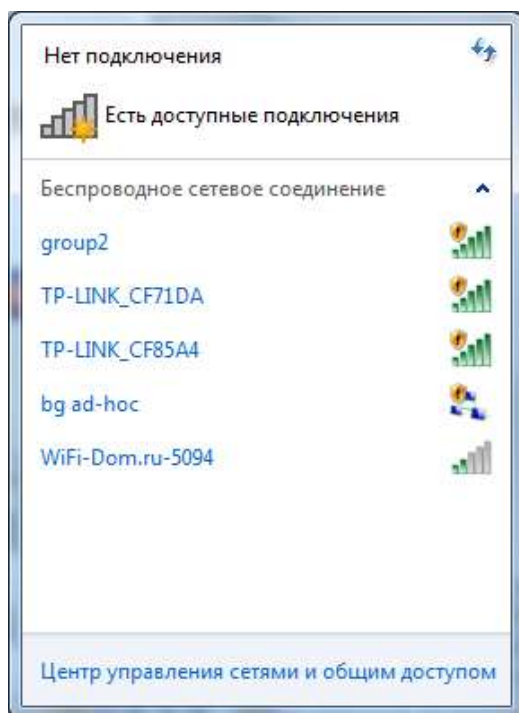 Нет подключения
Есть доступные подключения
Беспроводное сетевое соединение
group2
TP-LINK_CF71DA
TP-LINK_CF85A4
bg ad-hoc
WiFi-Dom.ru-5094
Центр управления сетями и общим доступом